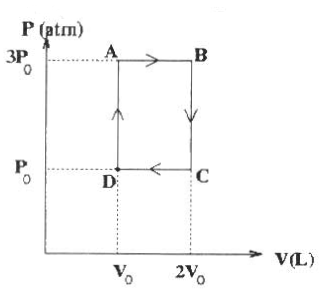 P (atm)
3P₀ A B
P₀ D C
V₀ 2V₀ V(L)